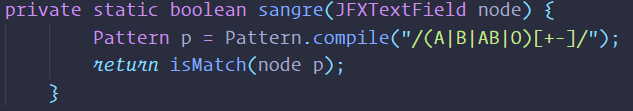 private static boolean sangre(JFXTextField node) {
Pattern p = Pattern.compile("/(A|B|AB|O)[+-]/");
return isMatch(node p);
}